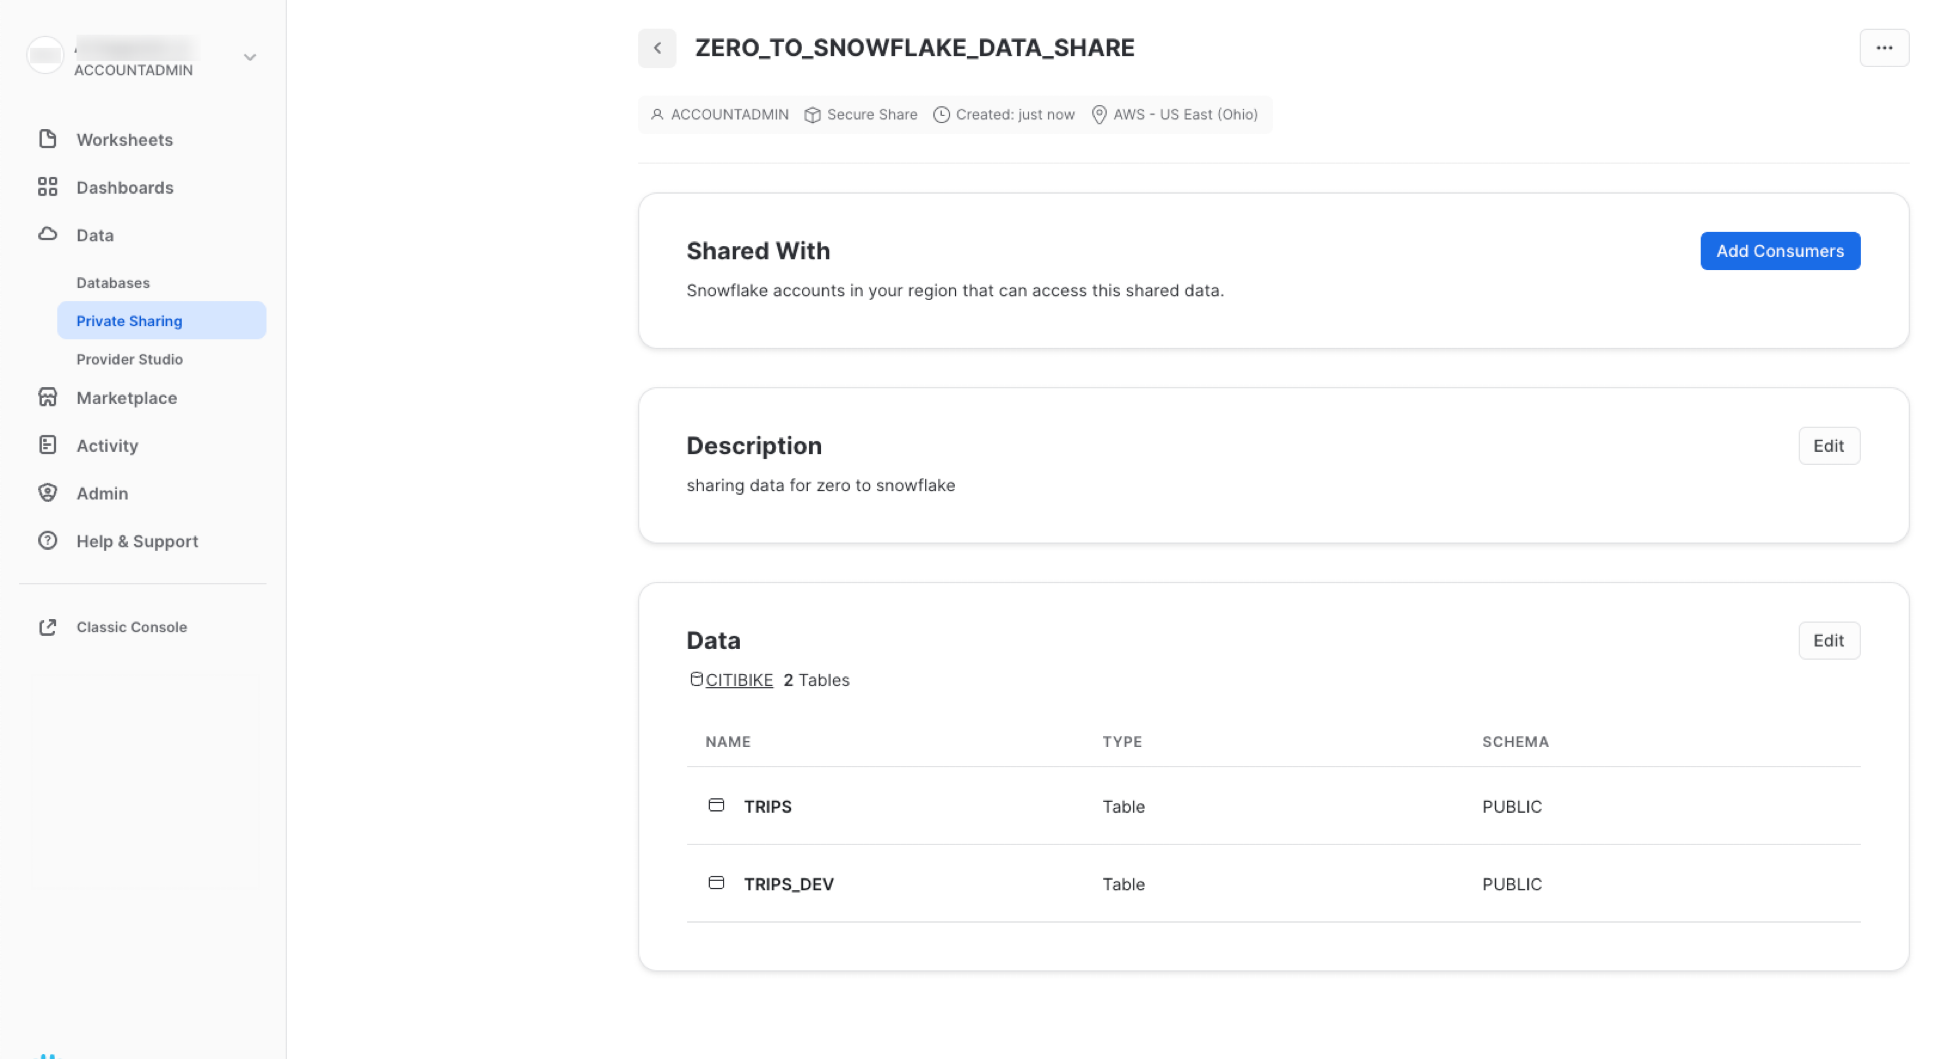 ACCOUNTADMIN
Worksheets
Dashboards
Data
Databases
Private Sharing
Provider Studio
Marketplace
Activity
Admin
Help & Support
Classic Console
ZERO_TO_SNOWFLAKE_DATA_SHARE
ACCOUNTADMIN Secure Share Created: just now AWS - US East (Ohio)
Shared With
Add Consumers
Snowflake accounts in your region that can access this shared data.
Description
Edit
sharing data for zero to snowflake
Data
Edit
CITIBIKE 2 Tables
NAME TYPE SCHEMA
TRIPS Table PUBLIC
TRIPS_DEV Table PUBLIC